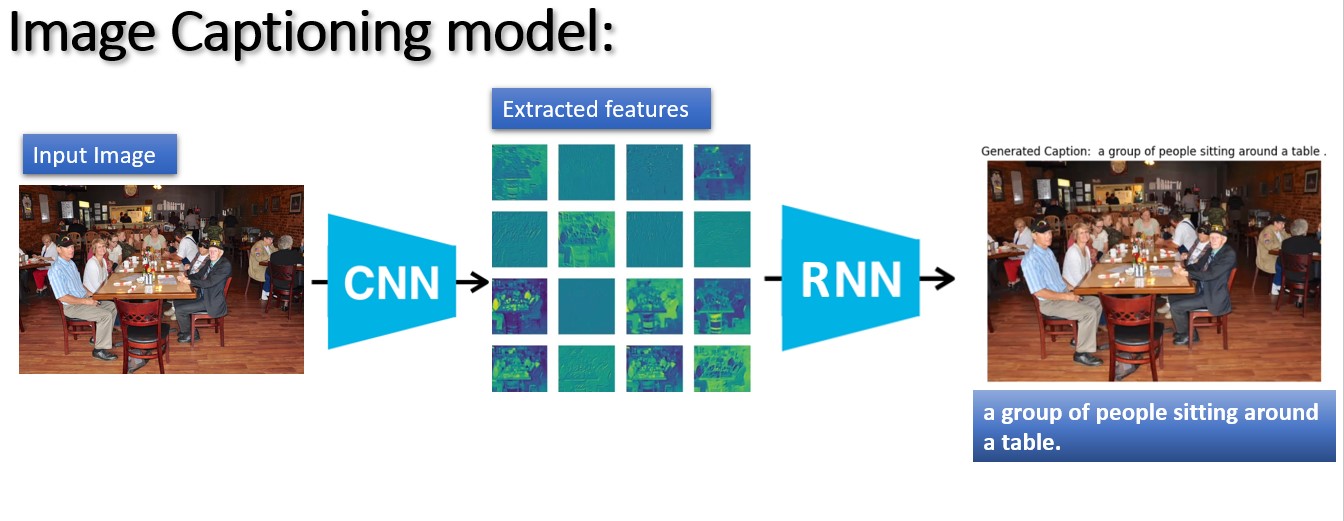 Image Captioning model:
Extracted features
Input Image
Generated Caption: a group of people sitting around a table .
CNN
RNN
a group of people sitting around
a table.